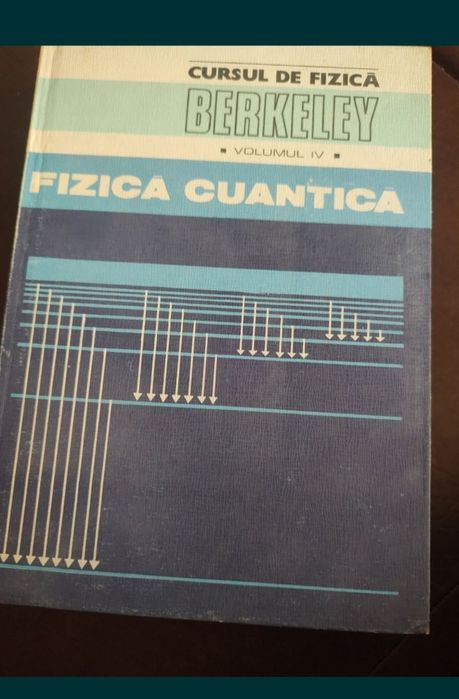 CURSUL DE FIZICĂ
BERKELEY
▪ VOLUMUL IV ▪
FIZICĂ CUANTICĂ